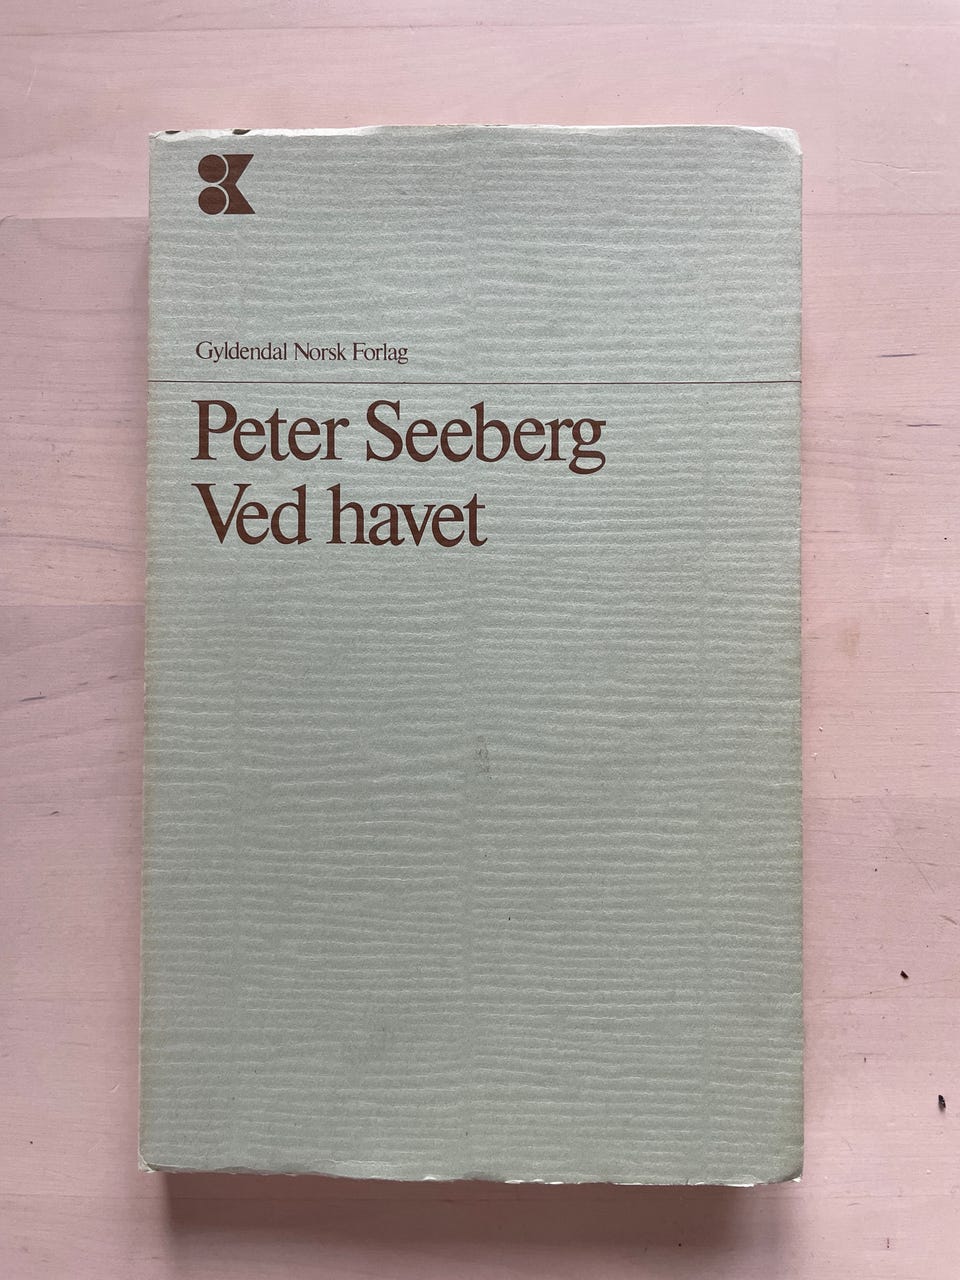 Gyldendal Norsk Forlag
Peter Seeberg
Ved havet